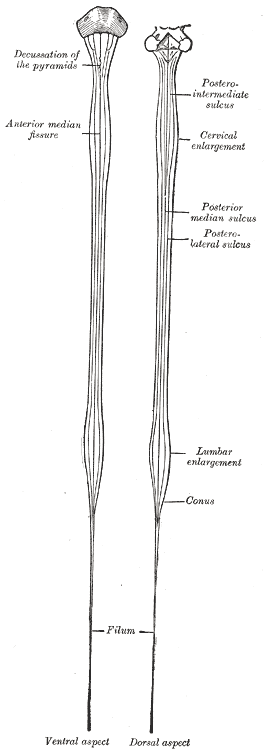 Decussation of
the pyramids
Postero-
intermediate
sulcus
Anterior median
fissure
Cervical
enlargement
Posterior
median sulcus
Postero-
lateral sulcus
Lumbar
enlargement
Conus
Filum
Ventral aspect
Dorsal aspect